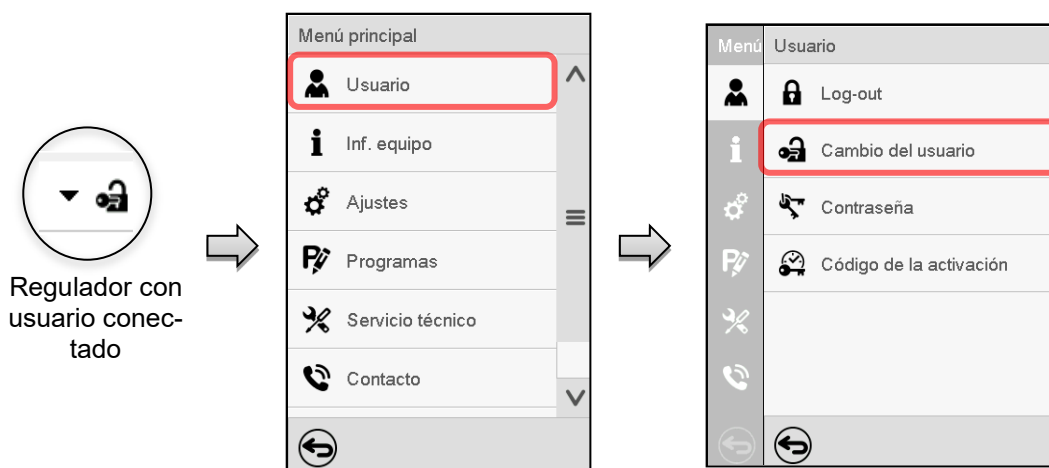 Regulador con
usuario conec-
tado
Menú principal
Usuario
Inf. equipo
Ajustes
Programas
Servicio técnico
Contacto
Menú
Usuario
Log-out
Cambio del usuario
Contraseña
Código de la activación